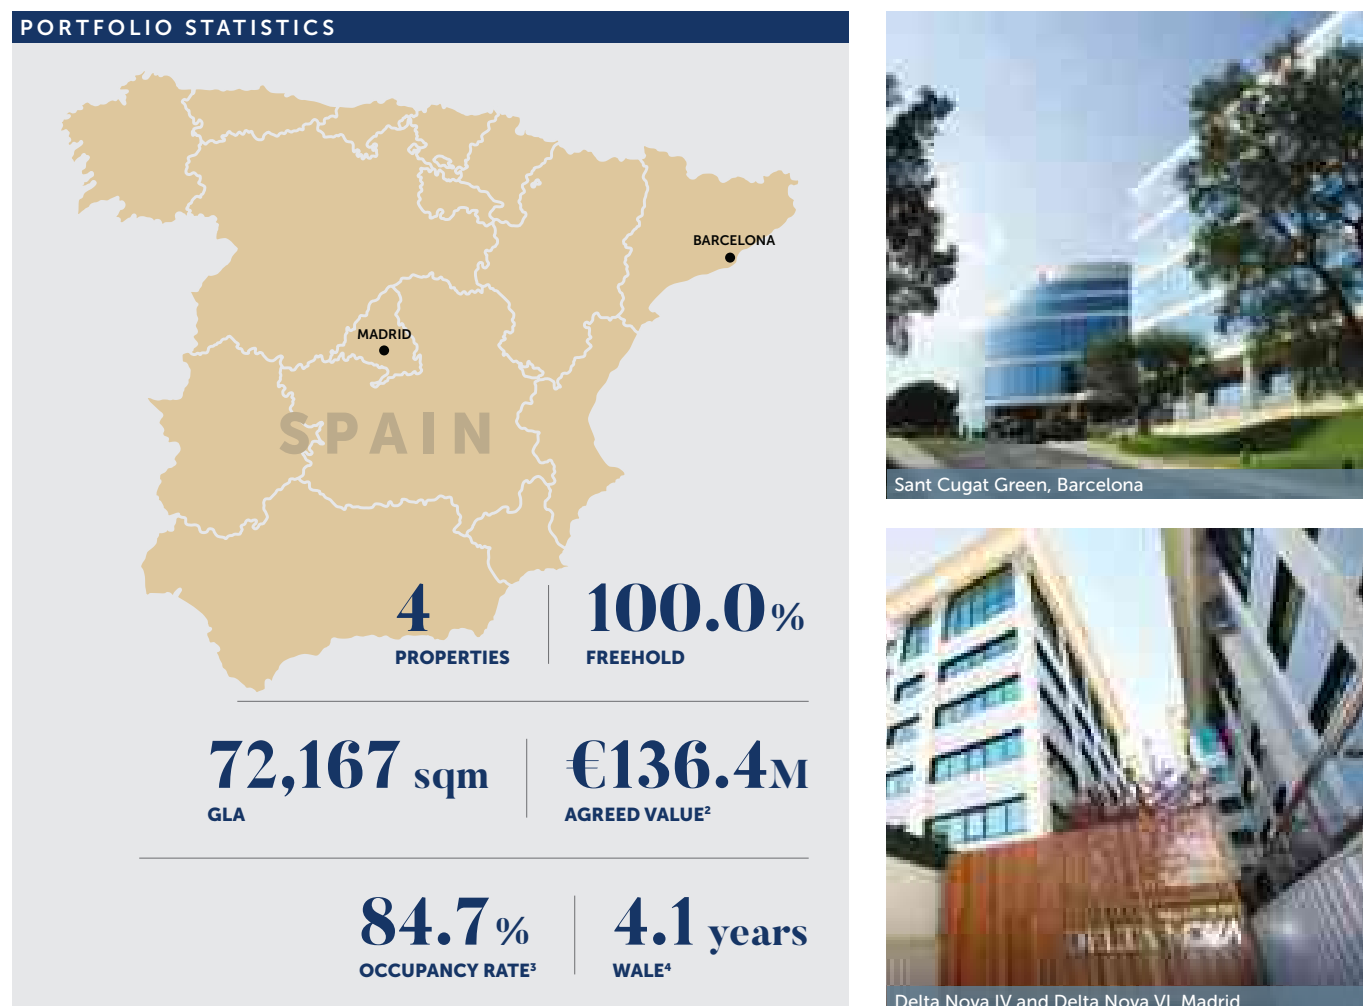 PORTFOLIO STATISTICS
BARCELONA
MADRID
SPAIN
4
PROPERTIES
100.0%
FREEHOLD
72,167 sqm
GLA
€136.4M
AGREED VALUE²
84.7%
OCCUPANCY RATE³
4.1 years
WALE⁴
Sant Cugat Green, Barcelona
DELTA NOVA
Delta Nova IV and Delta Nova VI, Madrid